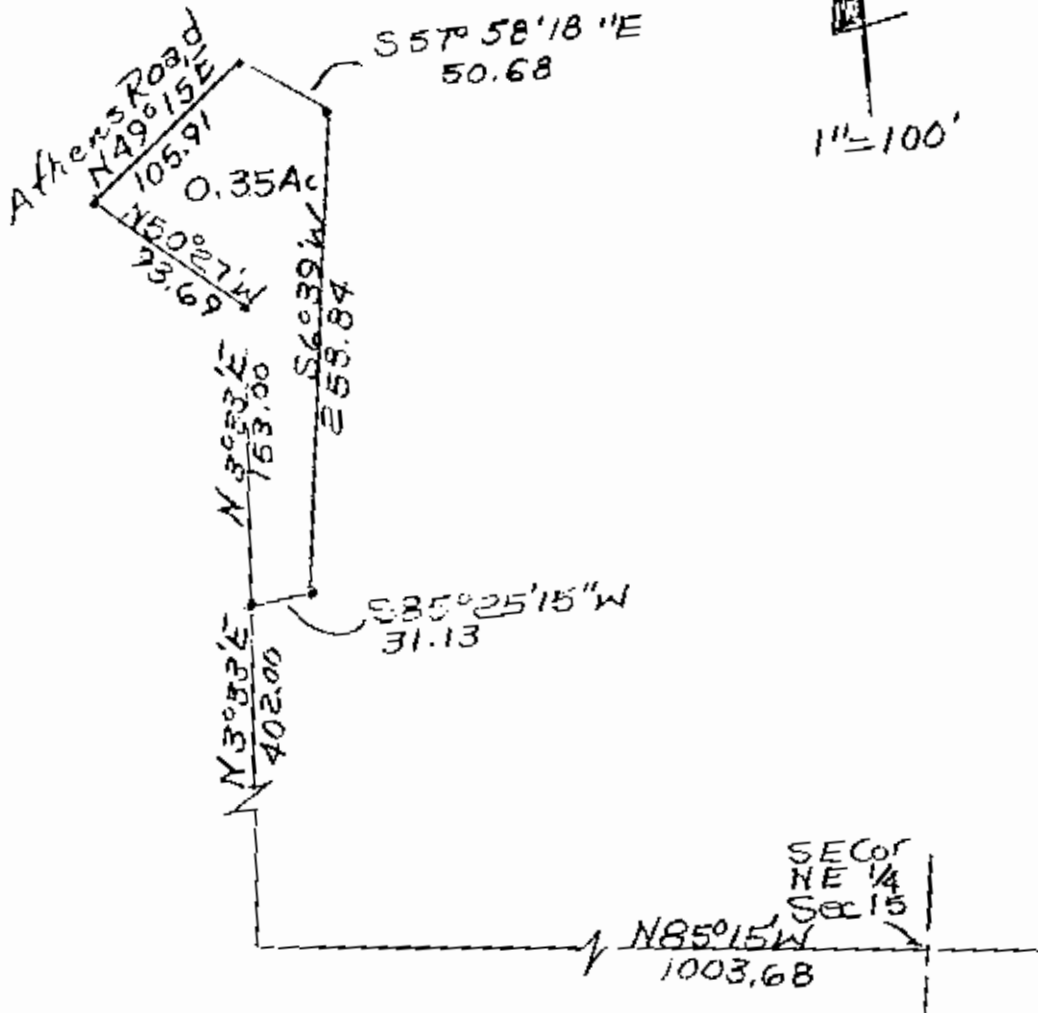 Athens Road
N49°15'E
105.91
S57° 58'18 "E
50.68
1"=100'
0.35Ac
N50°27'W
93.69
S6°39'W
253.84
N3°33'E
153.00
S85°25'15"W
31.13
N3°33'E
402.00
SE Cor
NE 1/4
Sec 15
N85°15'W
1003.68